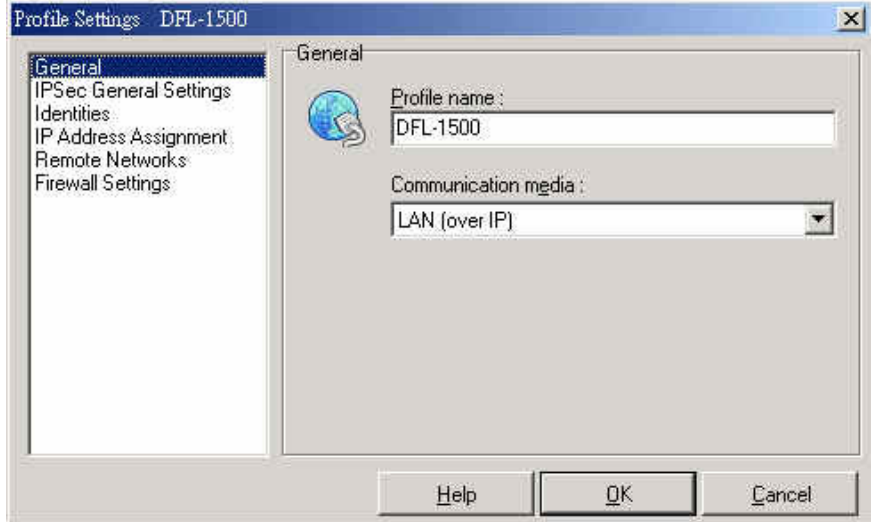 Profile Settings DFL-1500
General
IPSec General Settings
Identities
IP Address Assignment
Remote Networks
Firewall Settings
General
Profile name :
DFL-1500
Communication media :
LAN (over IP)
Help
OK
Cancel